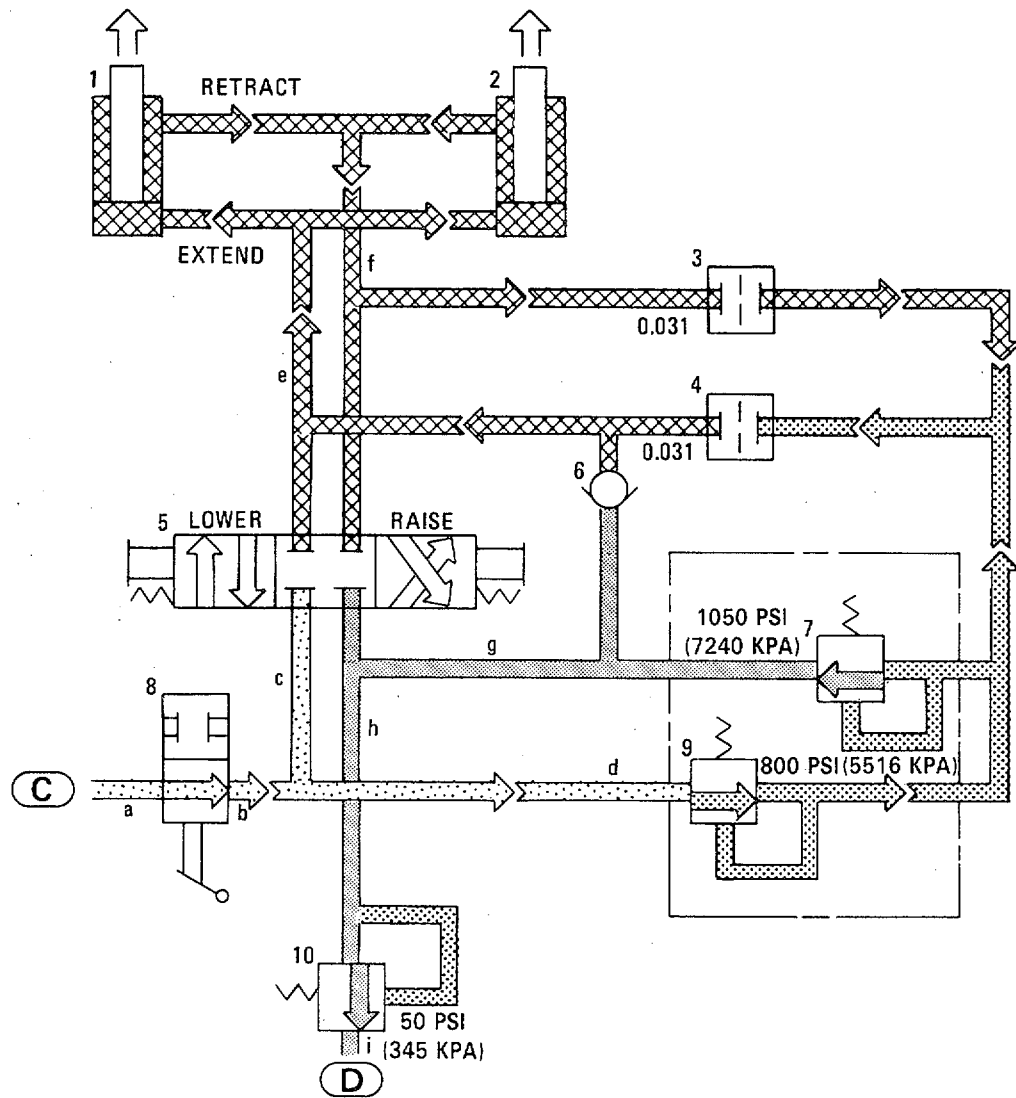 1
RETRACT
2
EXTEND
f
3
0.031
e
4
0.031
6
5
LOWER
RAISE
g
1050 PSI
(7240 KPA)
7
c
8
h
9
800 PSI (5516 KPA)
d
C
a
b
10
50 PSI
(345 KPA)
i
D